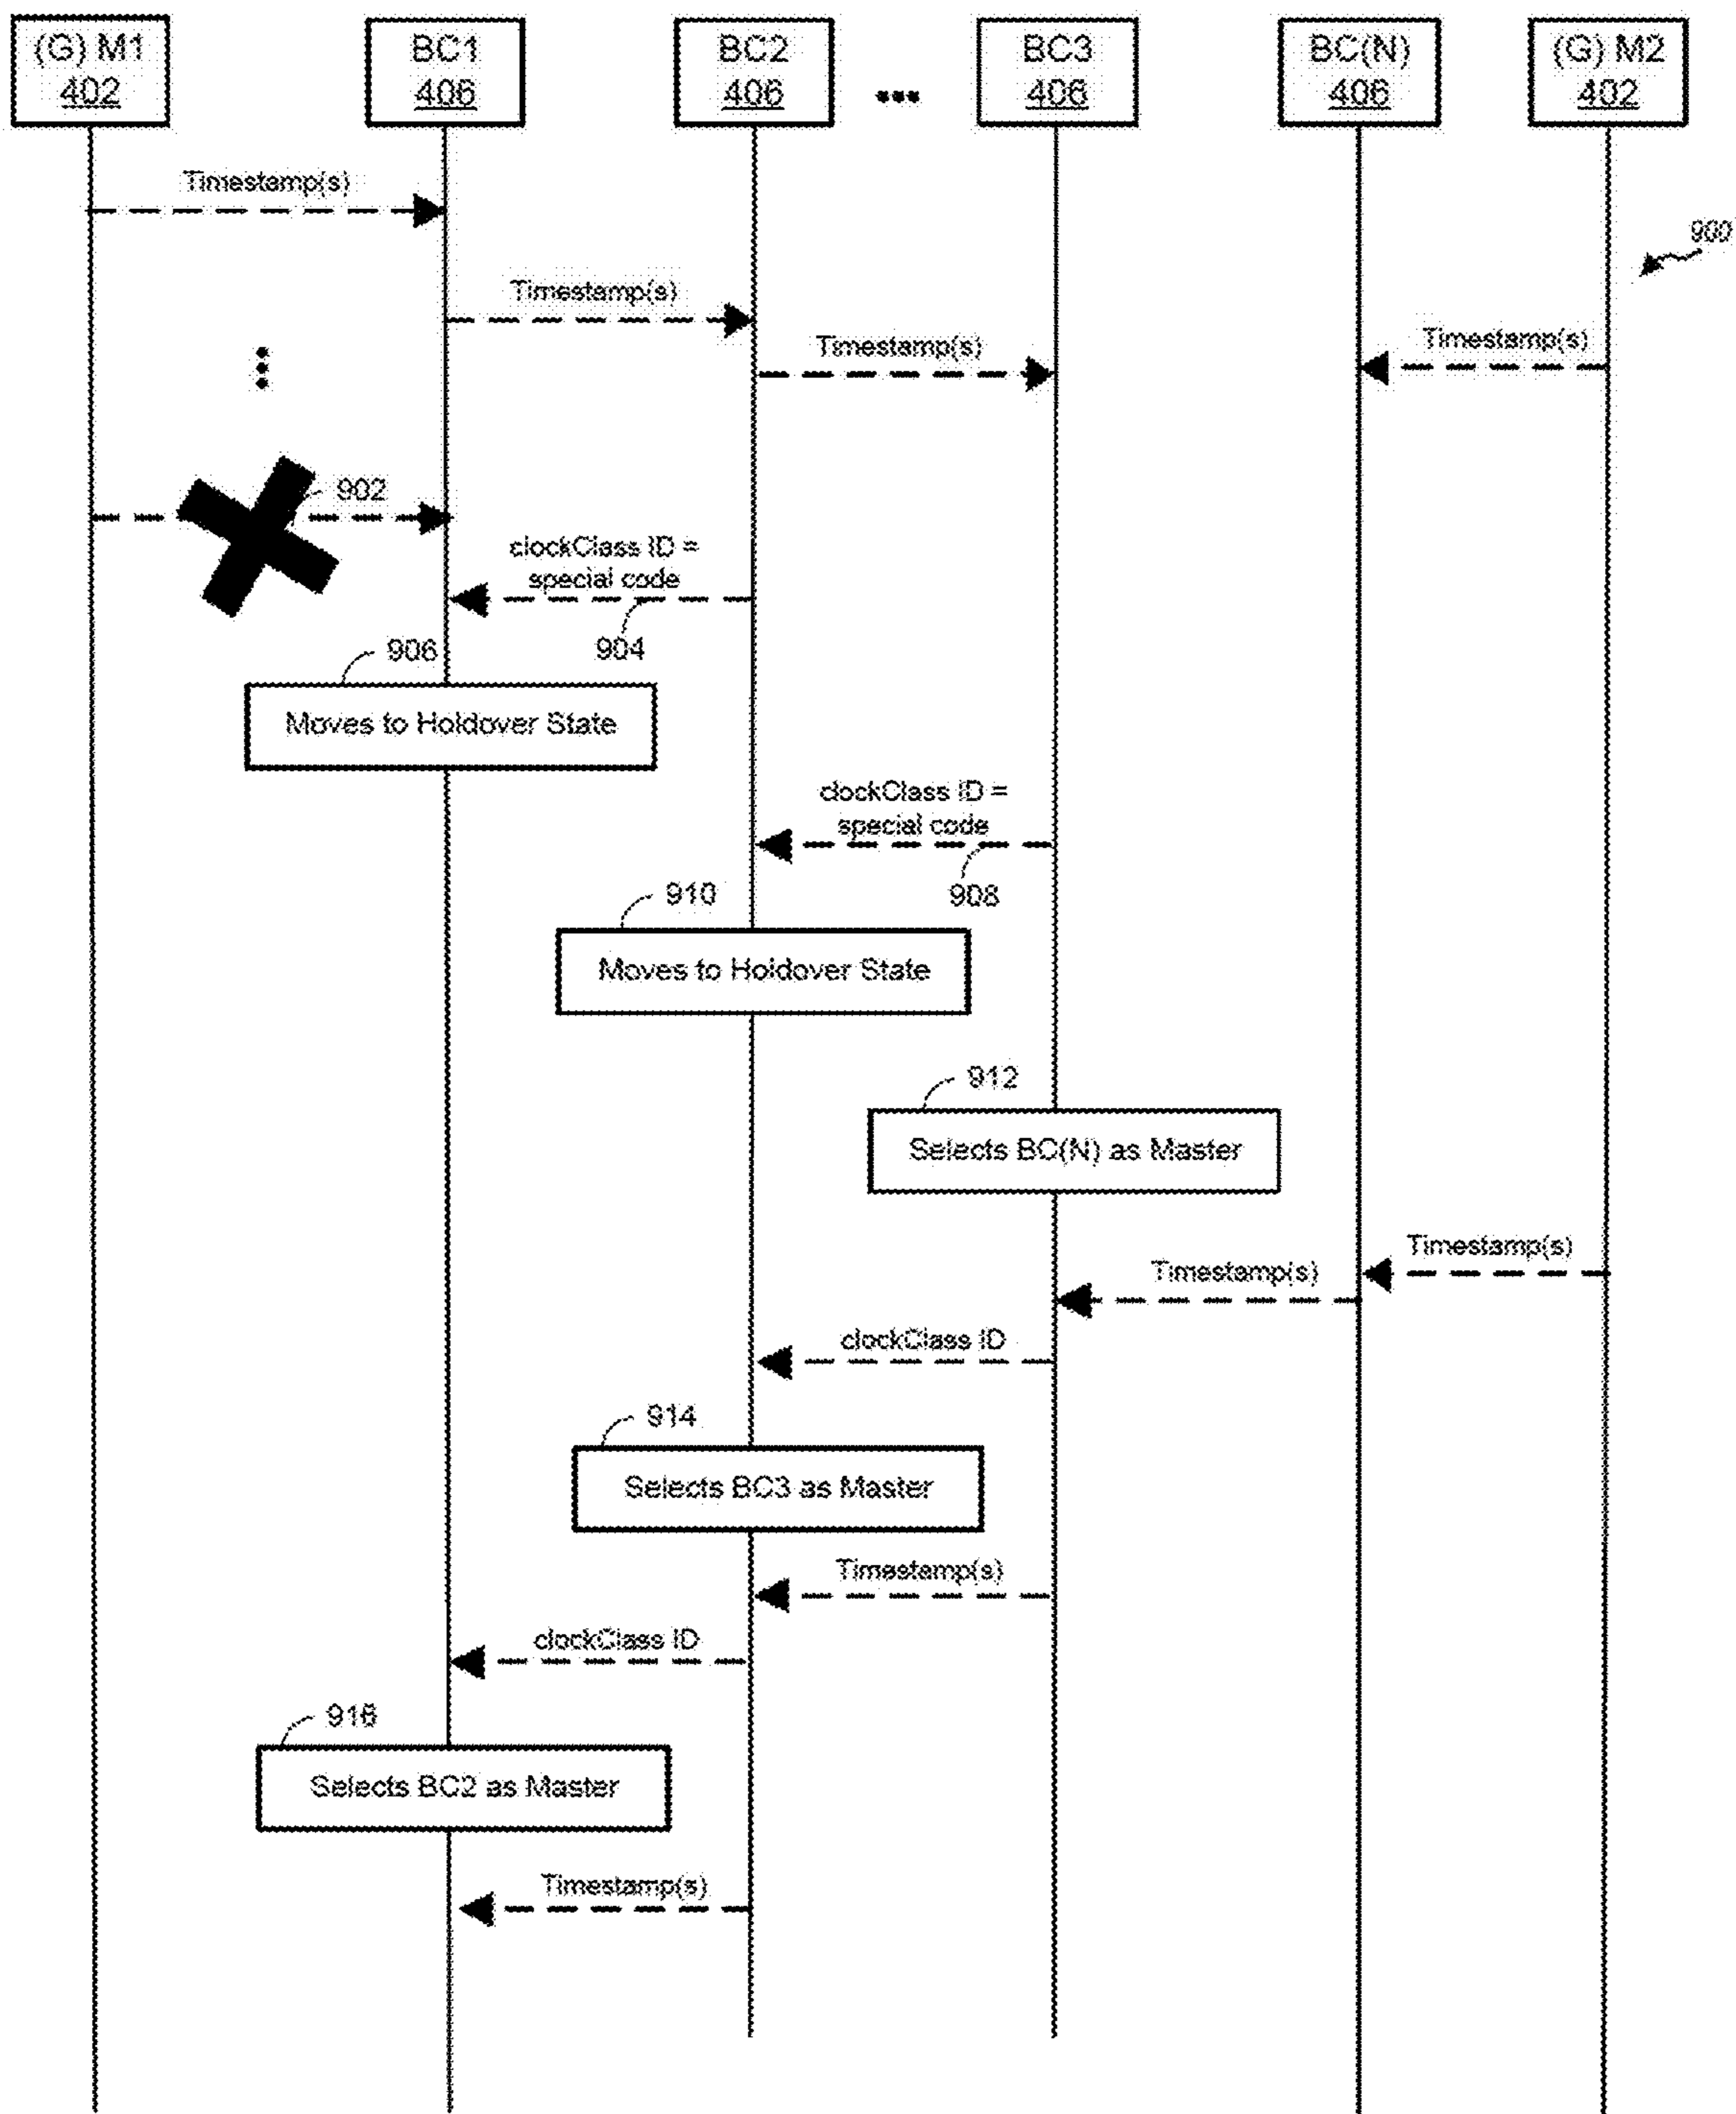 (G) M1
402
BC1
406
BC2
406
...
BC3
406
BC(N)
406
(G) M2
402
Timestamp(s)
900
Timestamp(s)
Timestamp(s)
Timestamp(s)
902
clockClass ID =
special code
904
906
Moves to Holdover State
clockClass ID =
special code
908
910
Moves to Holdover State
912
Selects BC(N) as Master
Timestamp(s)
Timestamp(s)
clockClass ID
914
Selects BC3 as Master
Timestamp(s)
clockClass ID
916
Selects BC2 as Master
Timestamp(s)